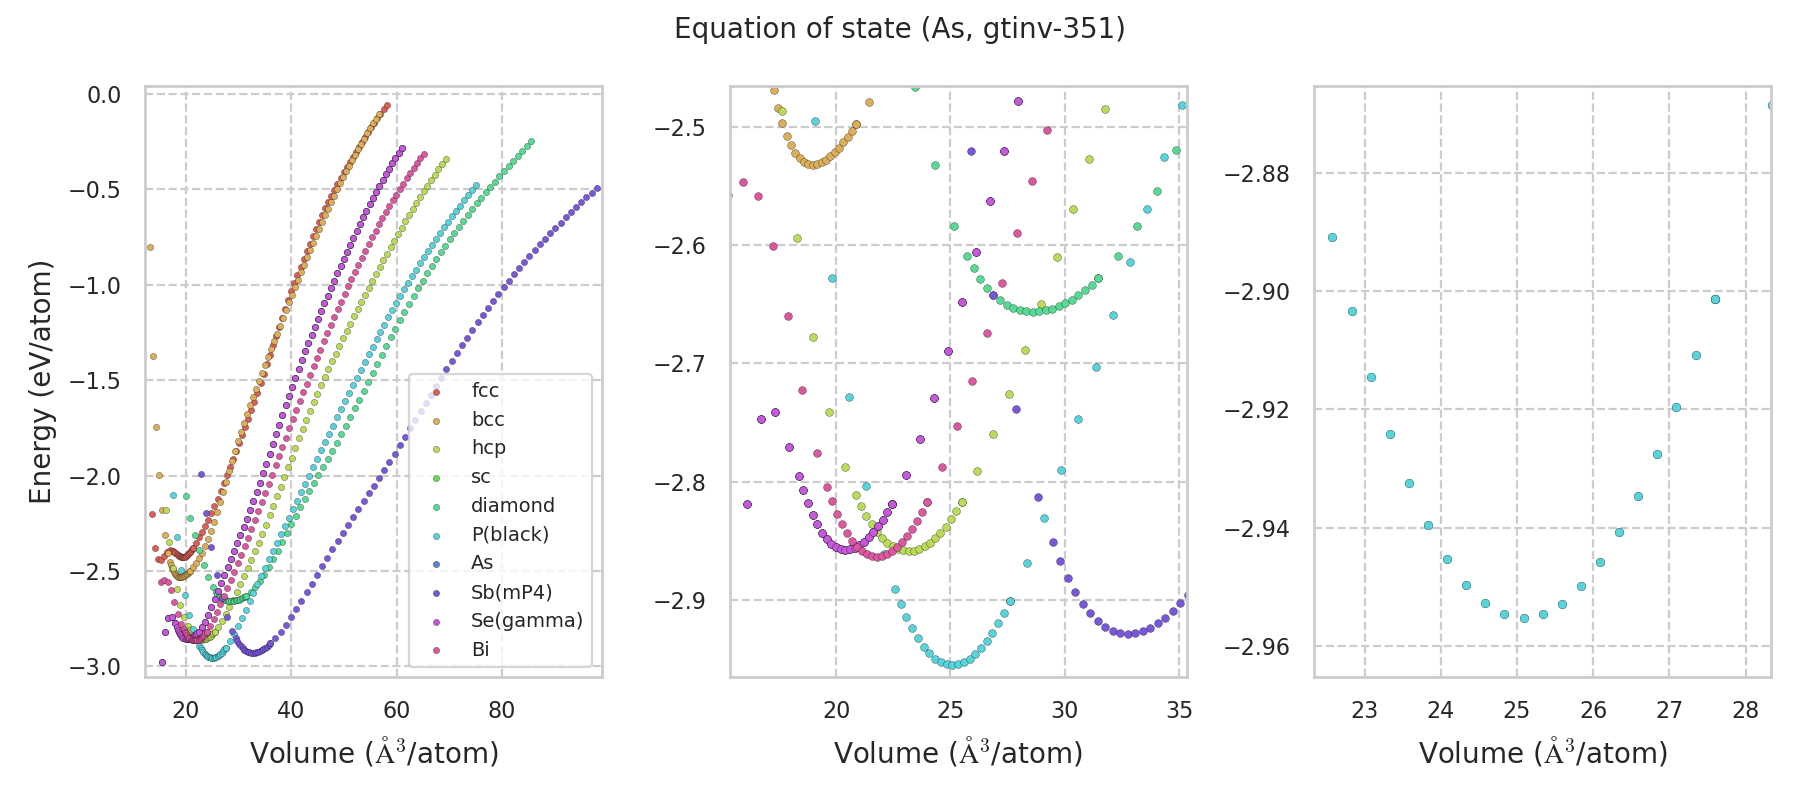 Equation of state (As, gtinv-351)
Energy (eV/atom)
0.0
−0.5
−1.0
−1.5
−2.0
−2.5
−3.0
20 40 60 80
Volume (Å³/atom)
fcc
bcc
hcp
sc
diamond
P(black)
As
Sb(mP4)
Se(gamma)
Bi
−2.5
−2.6
−2.7
−2.8
−2.9
20 25 30 35
Volume (Å³/atom)
−2.88
−2.90
−2.92
−2.94
−2.96
23 24 25 26 27 28
Volume (Å³/atom)